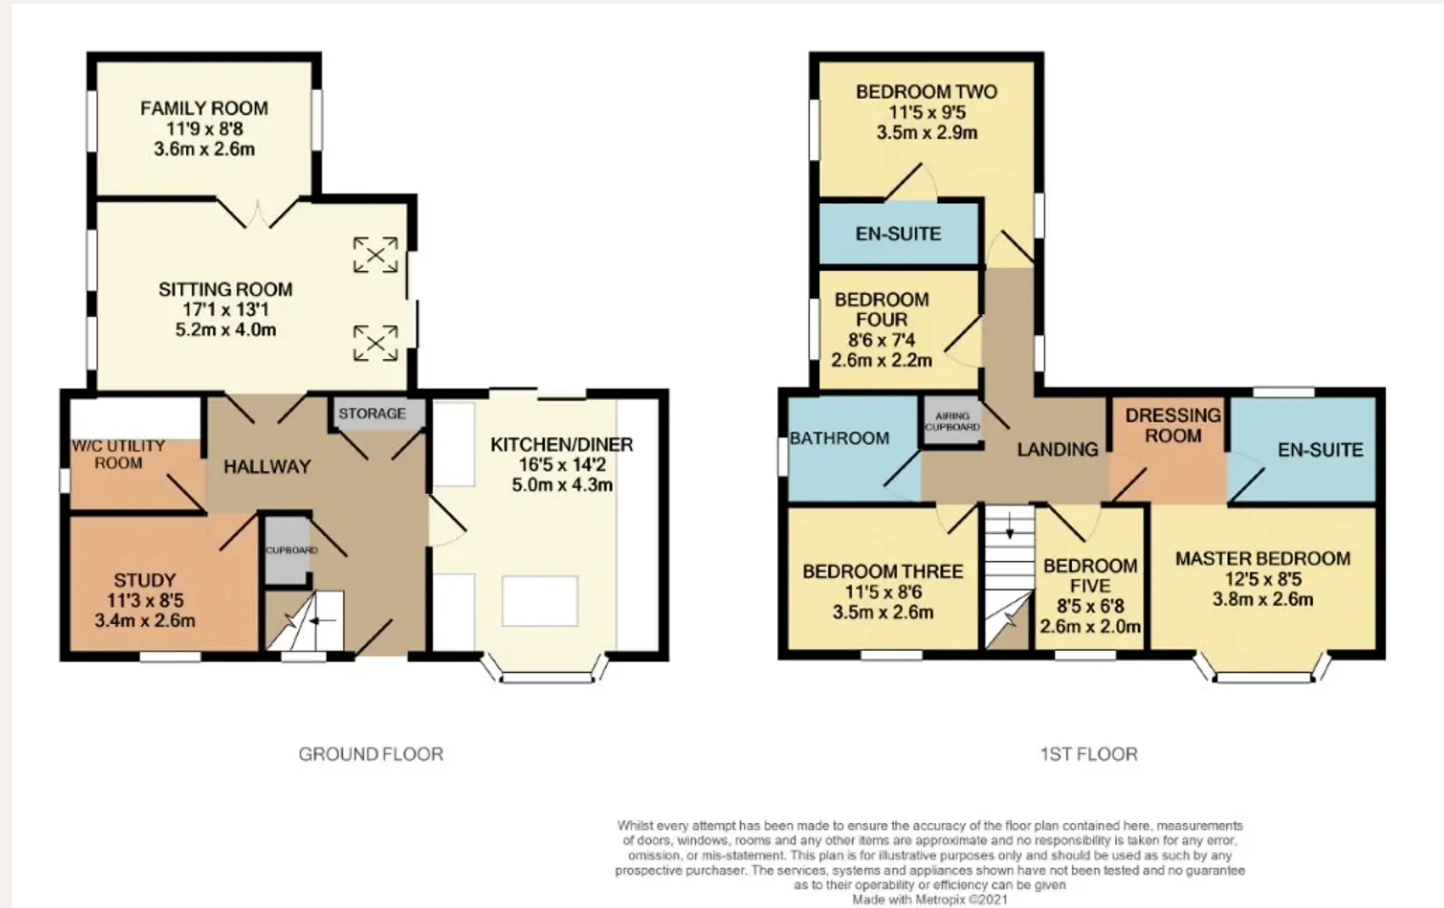 FAMILY ROOM
11'9 x 8'8
3.6m x 2.6m
SITTING ROOM
17'1 x 13'1
5.2m x 4.0m
STORAGE
W/C UTILITY
ROOM
HALLWAY
KITCHEN/DINER
16'5 x 14'2
5.0m x 4.3m
CUPBOARD
STUDY
11'3 x 8'5
3.4m x 2.6m
GROUND FLOOR
BEDROOM TWO
11'5 x 9'5
3.5m x 2.9m
EN-SUITE
BEDROOM
FOUR
8'6 x 7'4
2.6m x 2.2m
BATHROOM
AIRING
CUPBOARD
LANDING
DRESSING
ROOM
EN-SUITE
BEDROOM THREE
11'5 x 8'6
3.5m x 2.6m
BEDROOM
FIVE
8'5 x 6'8
2.6m x 2.0m
MASTER BEDROOM
12'5 x 8'5
3.8m x 2.6m
1ST FLOOR
Whilst every attempt has been made to ensure the accuracy of the floor plan contained here, measurements
of doors, windows, rooms and any other items are approximate and no responsibility is taken for any error,
omission, or mis-statement. This plan is for illustrative purposes only and should be used as such by any
prospective purchaser. The services, systems and appliances shown have not been tested and no guarantee
as to their operability or efficiency can be given
Made with Metropix ©2021